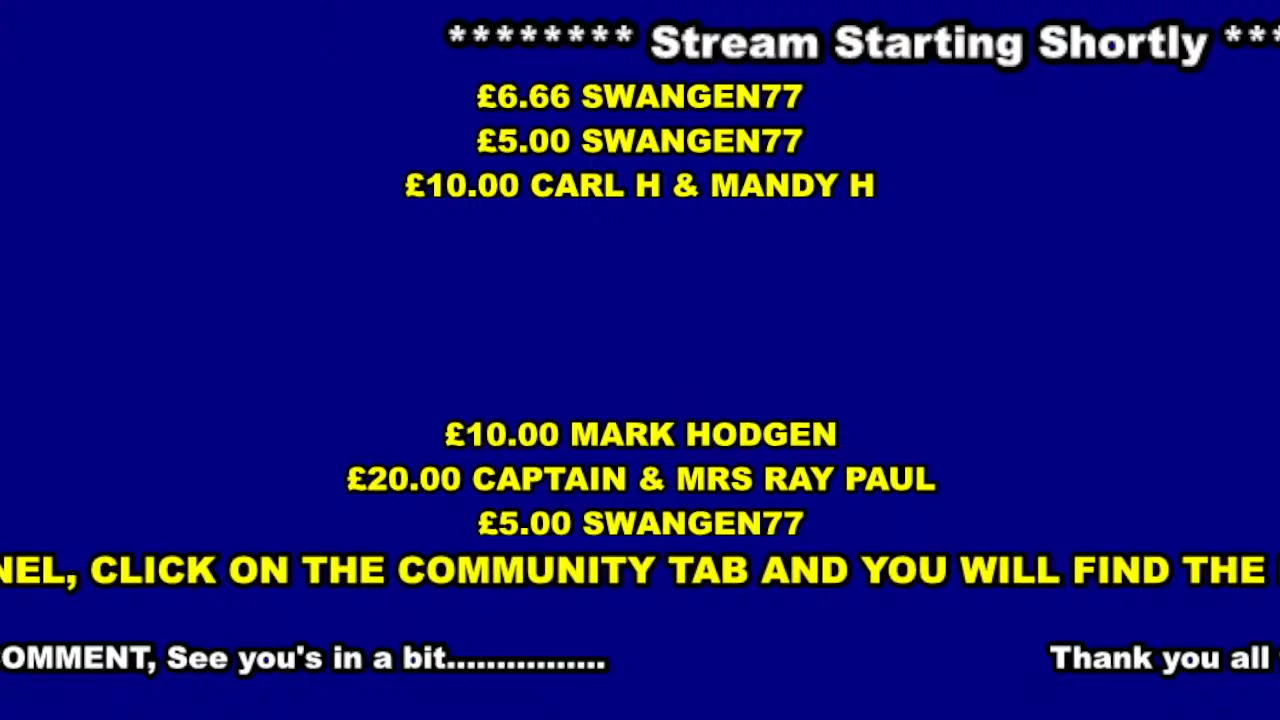 ******** Stream Starting Shortly ***
£6.66 SWANGEN77
£5.00 SWANGEN77
£10.00 CARL H & MANDY H
£10.00 MARK HODGEN
£20.00 CAPTAIN & MRS RAY PAUL
£5.00 SWANGEN77
NEL, CLICK ON THE COMMUNITY TAB AND YOU WILL FIND THE
OMMENT, See you's in a bit................ Thank you all